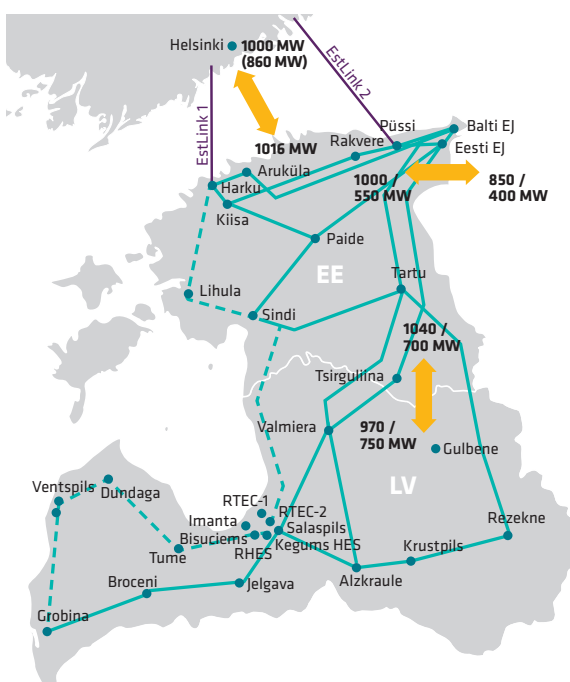 Helsinki
1000 MW
(860 MW)
EstLink 1
EstLink 2
1016 MW
Püssi
Balti EJ
Rakvere
Eesti EJ
Aruküla
1000 /
550 MW
850 /
400 MW
Harku
Kiisa
Paide
EE
Tartu
Lihula
Sindi
1040 /
700 MW
Tsirguliina
Valmiera
970 /
750 MW
Gulbene
LV
Ventspils
Dundaga
RTEC-1
RTEC-2
Imanta
Salaspils
Bisuciems
Kegums HES
RHES
Rezekne
Tume
Krustpils
Broceni
Jelgava
Alzkraule
Grobina